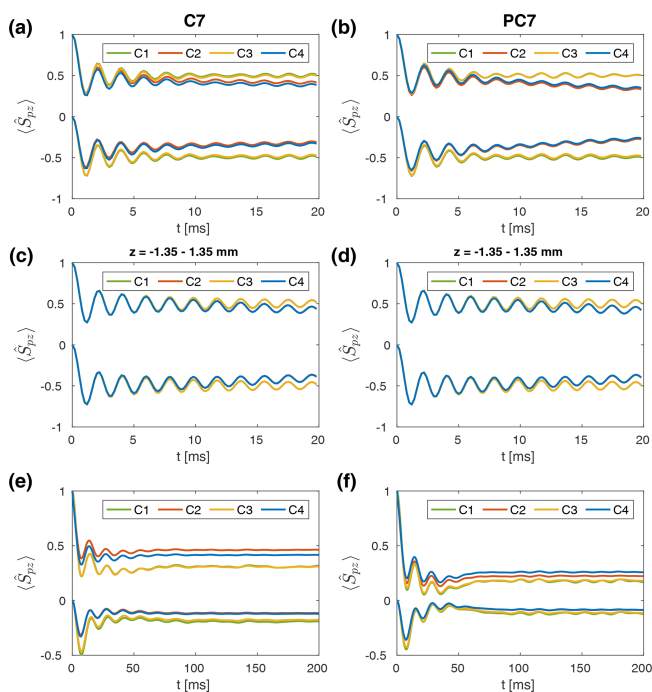 C7
PC7
(a)
(b)
C1 C2 C3 C4
C1 C2 C3 C4
1
0.5
0
-0.5
-1
⟨Ŝpz⟩
⟨Ŝpz⟩
0 5 10 15 20
t [ms]
1
0.5
0
-0.5
-1
⟨Ŝpz⟩
⟨Ŝpz⟩
0 5 10 15 20
t [ms]
(c)
z = -1.35 - 1.35 mm
(d)
z = -1.35 - 1.35 mm
C1 C2 C3 C4
C1 C2 C3 C4
1
0.5
0
-0.5
-1
⟨Ŝpz⟩
0 5 10 15 20
t [ms]
1
0.5
0
-0.5
-1
⟨Ŝpz⟩
0 5 10 15 20
t [ms]
(e)
(f)
C1 C2 C3 C4
C1 C2 C3 C4
1
0.5
0
-0.5
⟨Ŝpz⟩
0 50 100 150 200
t [ms]
1
0.5
0
-0.5
⟨Ŝpz⟩
0 50 100 150 200
t [ms]